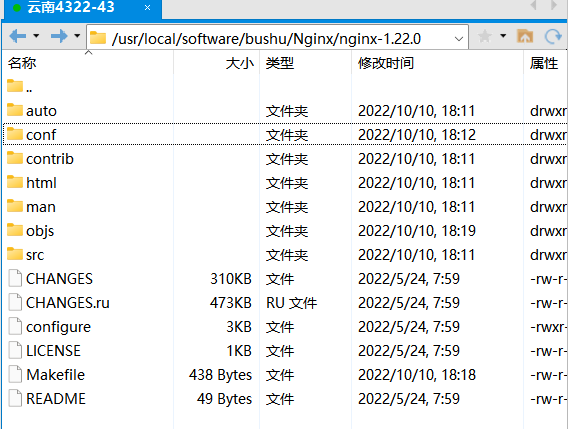 云南4322-43 ×
/usr/local/software/bushu/Nginx/nginx-1.22.0
名称 大小 类型 修改时间 属性
..
auto 文件夹 2022/10/10, 18:11 drwxr
conf 文件夹 2022/10/10, 18:12 drwxr
contrib 文件夹 2022/10/10, 18:11 drwxr
html 文件夹 2022/10/10, 18:11 drwxr
man 文件夹 2022/10/10, 18:11 drwxr
objs 文件夹 2022/10/10, 18:19 drwxr
src 文件夹 2022/10/10, 18:11 drwxr
CHANGES 310KB 文件 2022/5/24, 7:59 -rw-r-
CHANGES.ru 473KB RU 文件 2022/5/24, 7:59 -rw-r-
configure 3KB 文件 2022/5/24, 7:59 -rwxr-
LICENSE 1KB 文件 2022/5/24, 7:59 -rw-r-
Makefile 438 Bytes 文件 2022/10/10, 18:18 -rw-r-
README 49 Bytes 文件 2022/5/24, 7:59 -rw-r-